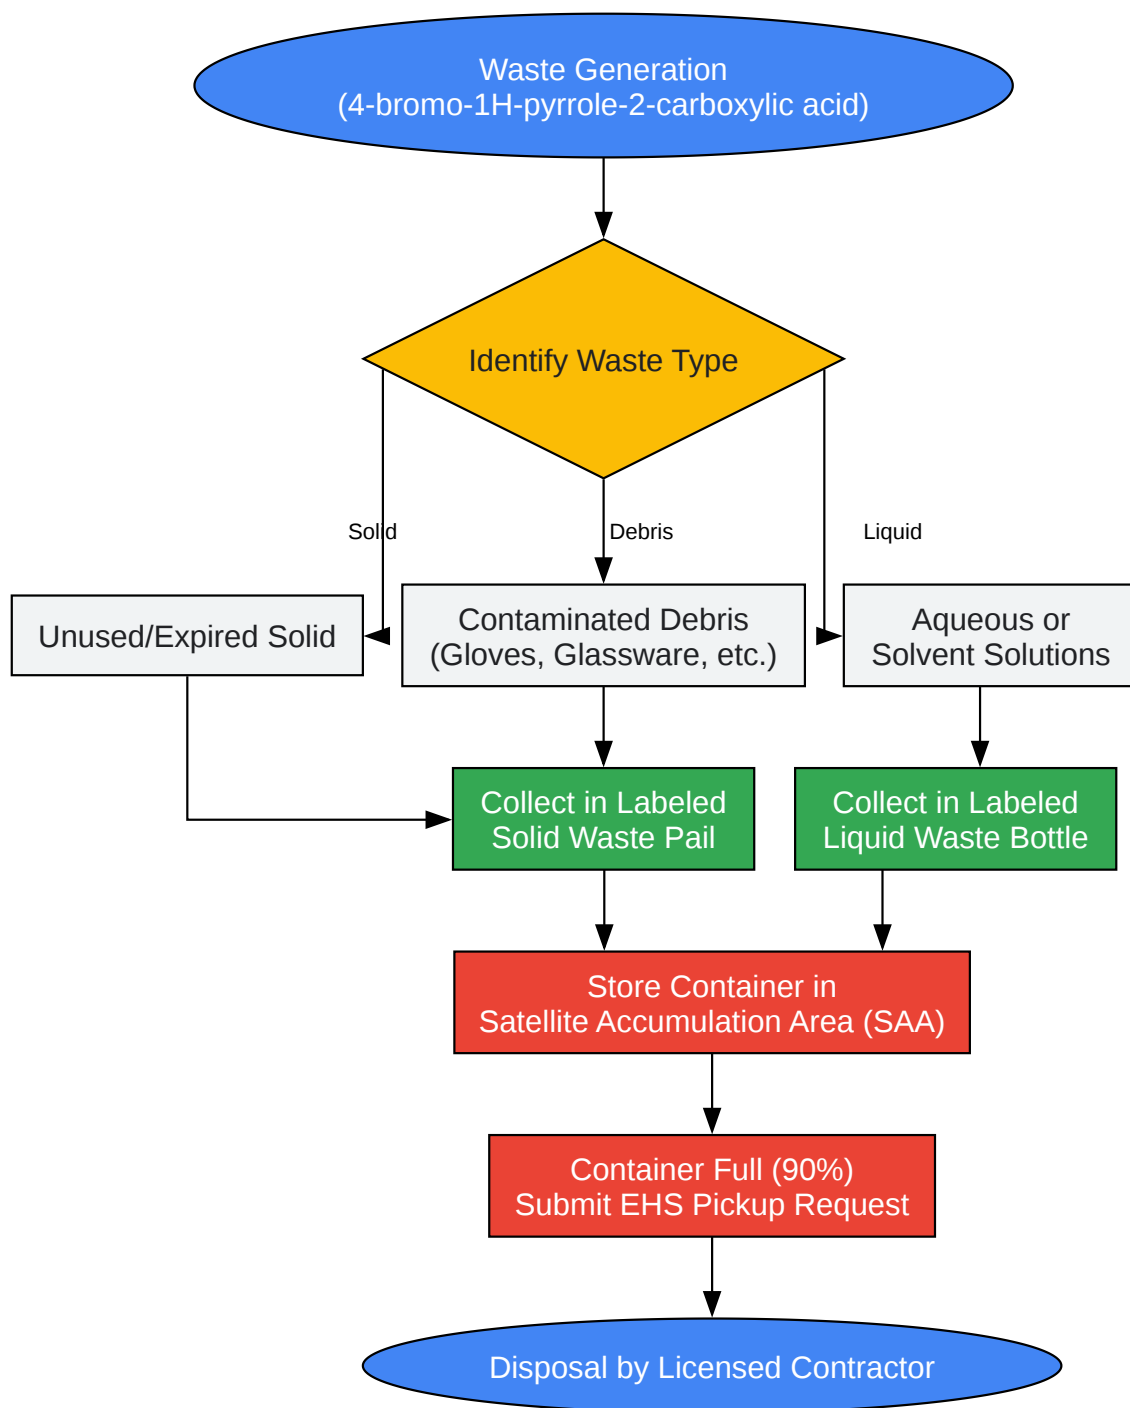 Waste Generation
(4-bromo-1H-pyrrole-2-carboxylic acid)
Identify Waste Type
Solid
Debris
Liquid
Unused/Expired Solid
Contaminated Debris
(Gloves, Glassware, etc.)
Aqueous or
Solvent Solutions
Collect in Labeled
Solid Waste Pail
Collect in Labeled
Liquid Waste Bottle
Store Container in
Satellite Accumulation Area (SAA)
Container Full (90%)
Submit EHS Pickup Request
Disposal by Licensed Contractor